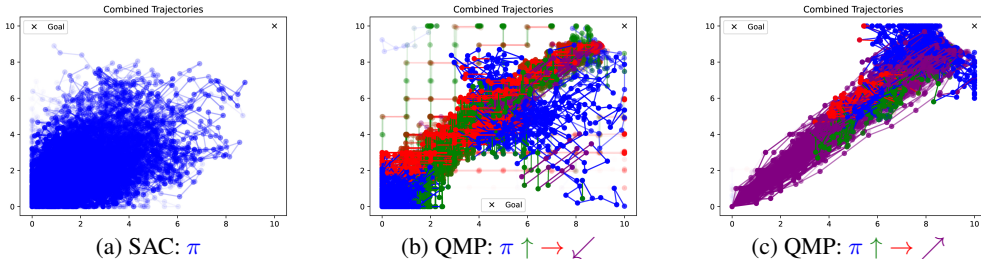 Combined Trajectories
× Goal
10
8
6
4
2
0
0 2 4 6 8 10
(a) SAC: π
Combined Trajectories
10
8
6
4
2
0
× Goal
0 2 4 6 8 10
(b) QMP: π ↑ → ↙
Combined Trajectories
× Goal
10
8
6
4
2
0
0 2 4 6 8 10
(c) QMP: π ↑ → ↗